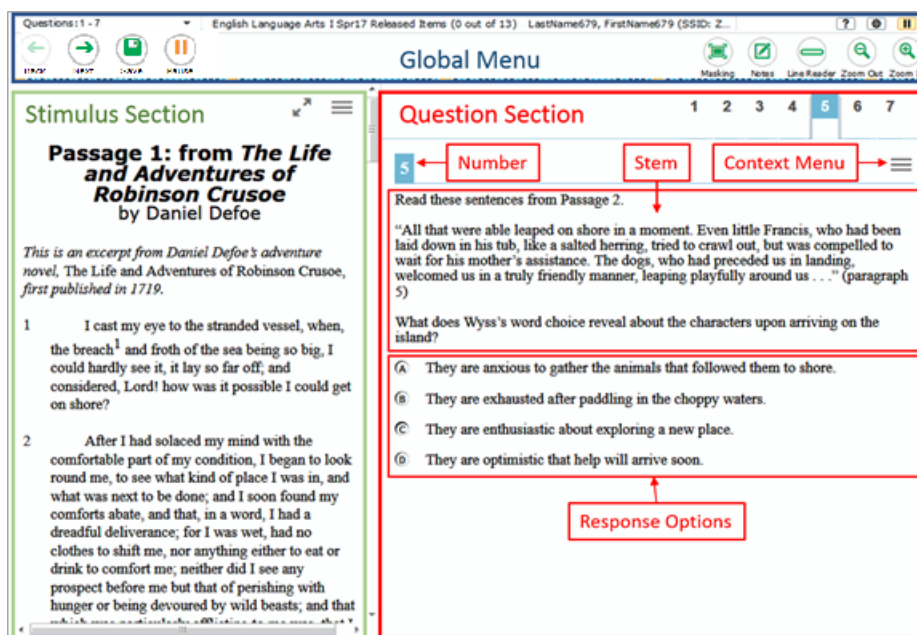 Questions: 1 - 7
English Language Arts I Spr17 Released Items (0 out of 13) LastName679, FirstName679 (SSID: Z...
?
Back Next Save Pause
Global Menu
Masking Notes Line Reader Zoom Out Zoom
Stimulus Section
Passage 1: from The Life
and Adventures of
Robinson Crusoe
by Daniel Defoe
This is an excerpt from Daniel Defoe's adventure
novel, The Life and Adventures of Robinson Crusoe,
first published in 1719.
1 I cast my eye to the stranded vessel, when,
the breach1 and froth of the sea being so big, I
could hardly see it, it lay so far off; and
considered, Lord! how was it possible I could get
on shore?
2 After I had solaced my mind with the
comfortable part of my condition, I began to look
round me, to see what kind of place I was in, and
what was next to be done; and I soon found my
comforts abate, and that, in a word, I had a
dreadful deliverance; for I was wet, had no
clothes to shift me, nor anything either to eat or
drink to comfort me; neither did I see any
prospect before me but that of perishing with
hunger or being devoured by wild beasts; and that
which was particularly afflicting to me was, that I
Question Section
1 2 3 4 5 6 7
5
Number
Stem
Context Menu
Read these sentences from Passage 2.
“All that were able leaped on shore in a moment. Even little Francis, who had been
laid down in his tub, like a salted herring, tried to crawl out, but was compelled to
wait for his mother’s assistance. The dogs, who had preceded us in landing,
welcomed us in a truly friendly manner, leaping playfully around us . . .” (paragraph
5)
What does Wyss’s word choice reveal about the characters upon arriving on the
island?
A They are anxious to gather the animals that followed them to shore.
B They are exhausted after paddling in the choppy waters.
C They are enthusiastic about exploring a new place.
D They are optimistic that help will arrive soon.
Response Options